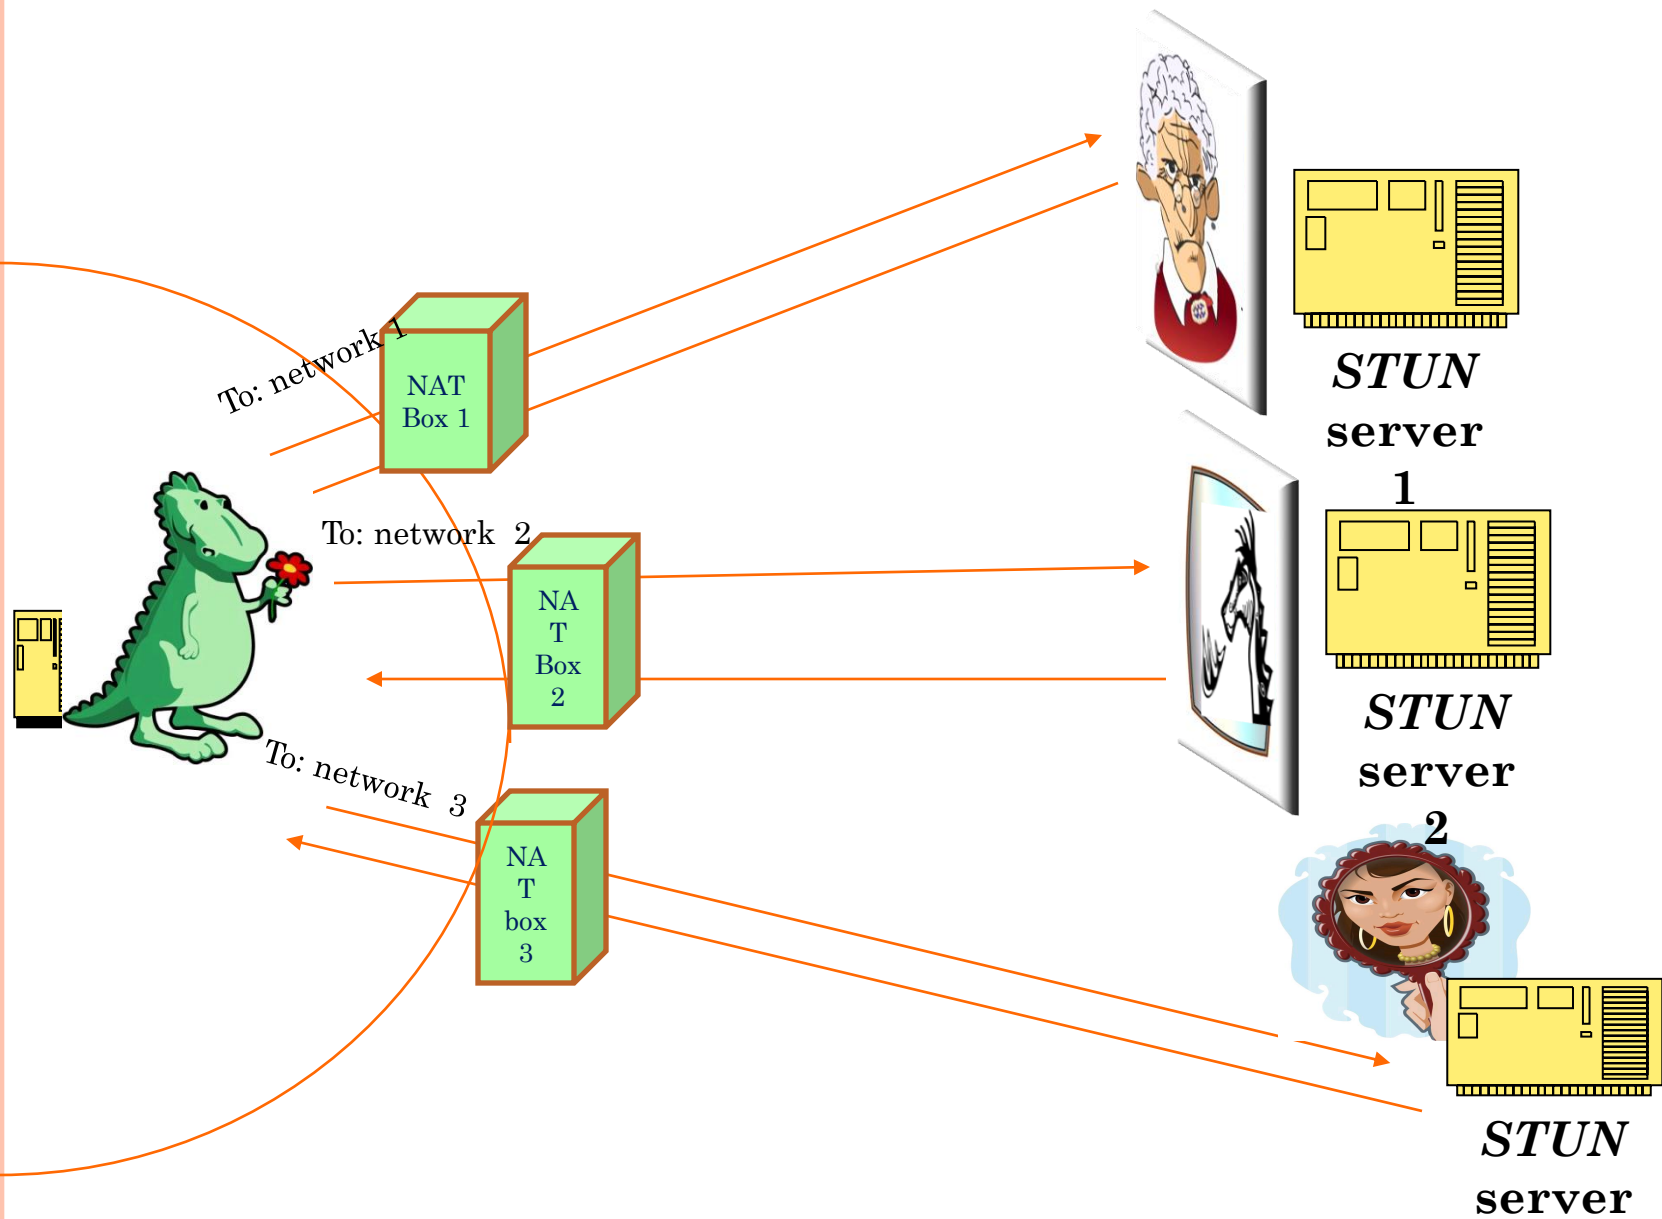 To: network 1
NAT
Box 1
STUN
server
1
To: network 2
NA
T
Box
2
STUN
server
2
To: network 3
NA
T
box
3
STUN
server